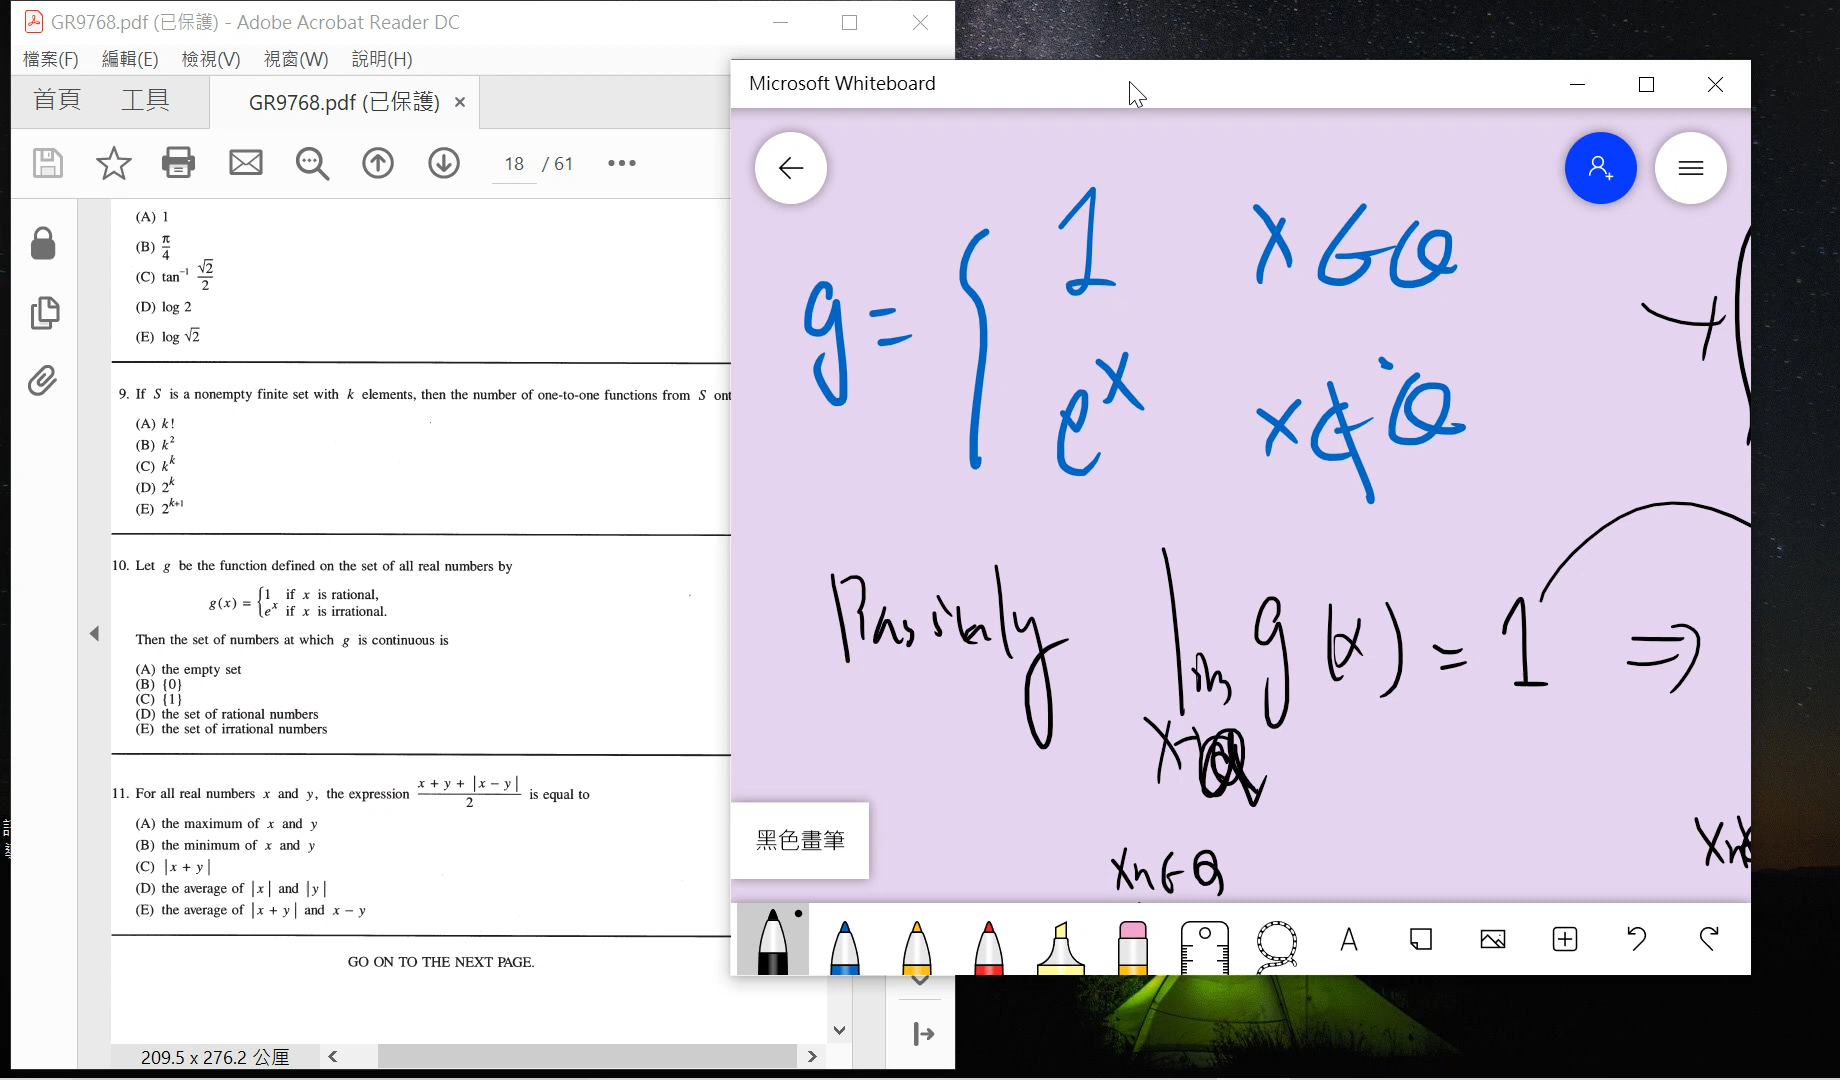 GR9768.pdf (已保護) - Adobe Acrobat Reader DC
檔案(F) 編輯(E) 檢視(V) 視窗(W) 說明(H)
首頁 工具 GR9768.pdf (已保護) ×
18 / 61
(A) 1
(B) π/4
(C) tan⁻¹ √2/2
(D) log 2
(E) log √2
9. If S is a nonempty finite set with k elements, then the number of one-to-one functions from S ont
(A) k!
(B) k²
(C) kᵏ
(D) 2ᵏ
(E) 2ᵏ⁺¹
10. Let g be the function defined on the set of all real numbers by
g(x) = { 1 if x is rational,
eˣ if x is irrational.
Then the set of numbers at which g is continuous is
(A) the empty set
(B) {0}
(C) {1}
(D) the set of rational numbers
(E) the set of irrational numbers
11. For all real numbers x and y, the expression (x + y + |x − y|)/2 is equal to
(A) the maximum of x and y
(B) the minimum of x and y
(C) |x + y|
(D) the average of |x| and |y|
(E) the average of |x + y| and x − y
GO ON TO THE NEXT PAGE.
209.5 x 276.2 公厘
Microsoft Whiteboard
g = { 1 x ∈ Q
eˣ x ∉ Q
lim g(x) = 1 ⇒
xn ∈ Q
黑色畫筆
A